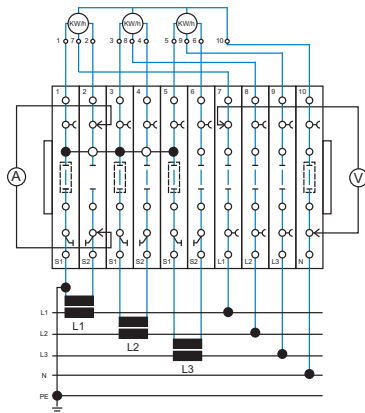 KW/h KW/h KW/h
1 7 2 3 8 4 5 9 6 10
1 2 3 4 5 6 7 8 9 10
A
V
S1 S2 S1 S2 S1 S2 L1 L2 L3 N
L1
L1
L2
L2
L3
L3
N
PE